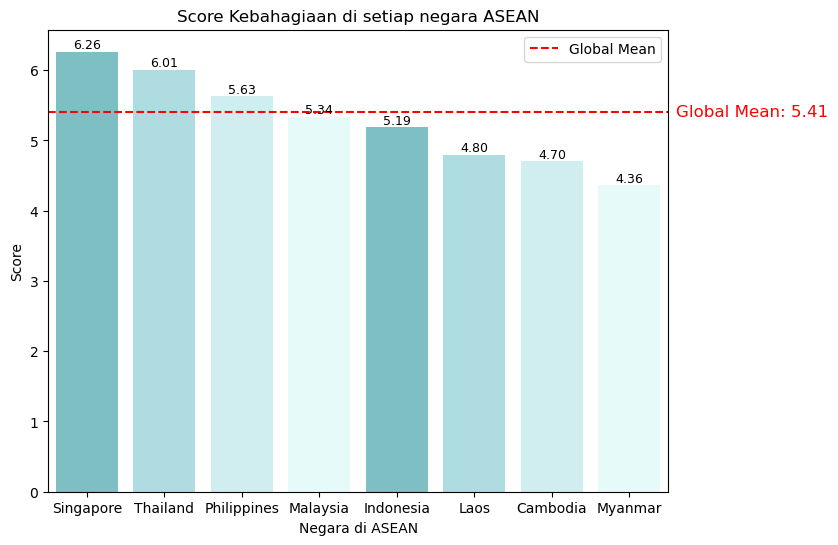 Score Kebahagiaan di setiap negara ASEAN
Global Mean
Global Mean: 5.41
6.26
6.01
5.63
5.34
5.19
4.80
4.70
4.36
6
5
4
3
2
1
0
Score
Singapore Thailand Philippines Malaysia Indonesia Laos Cambodia Myanmar
Negara di ASEAN